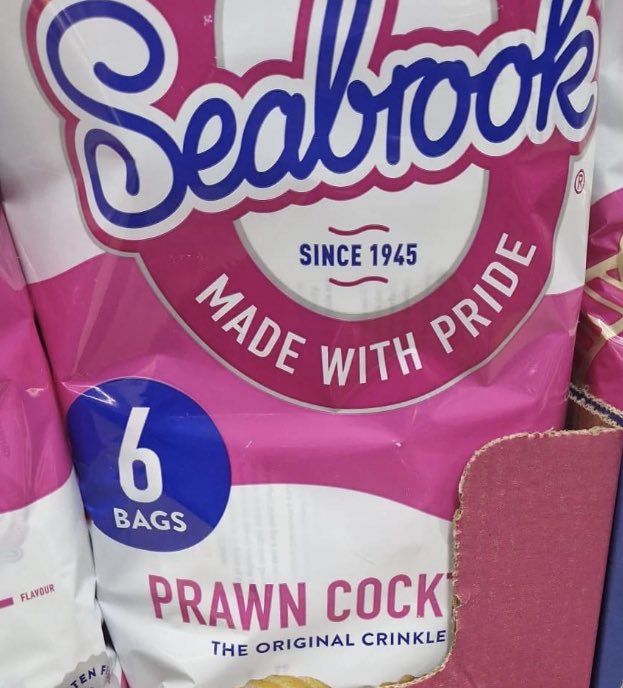 Seabrook
®
SINCE 1945
MADE WITH PRIDE
6
BAGS
PRAWN COCK
THE ORIGINAL CRINKLE
FLAVOUR